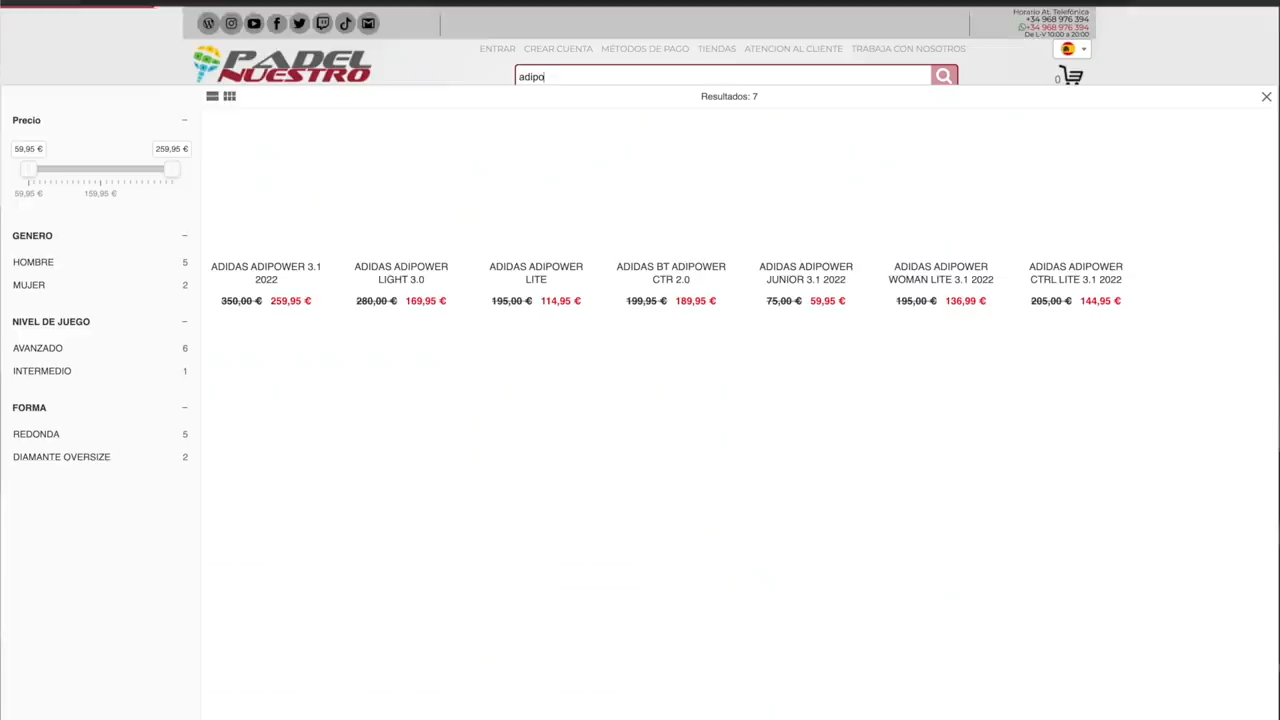 Horario At. Telefónica
+34 968 976 394
+34 968 976 394
De L-V 10:00 a 20:00
ENTRAR CREAR CUENTA MÉTODOS DE PAGO TIENDAS ATENCION AL CLIENTE TRABAJA CON NOSOTROS
PADEL
NUESTRO
adipo
0
Resultados: 7
Precio
59,95 € 259,95 €
59,95 € 159,95 €
GENERO
HOMBRE 5
MUJER 2
NIVEL DE JUEGO
AVANZADO 6
INTERMEDIO 1
FORMA
REDONDA 5
DIAMANTE OVERSIZE 2
ADIDAS ADIPOWER 3.1
2022
350,00 € 259,95 €
ADIDAS ADIPOWER
LIGHT 3.0
280,00 € 169,95 €
ADIDAS ADIPOWER
LITE
195,00 € 114,95 €
ADIDAS BT ADIPOWER
CTR 2.0
199,95 € 189,95 €
ADIDAS ADIPOWER
JUNIOR 3.1 2022
75,00 € 59,95 €
ADIDAS ADIPOWER
WOMAN LITE 3.1 2022
195,00 € 136,99 €
ADIDAS ADIPOWER
CTRL LITE 3.1 2022
205,00 € 144,95 €